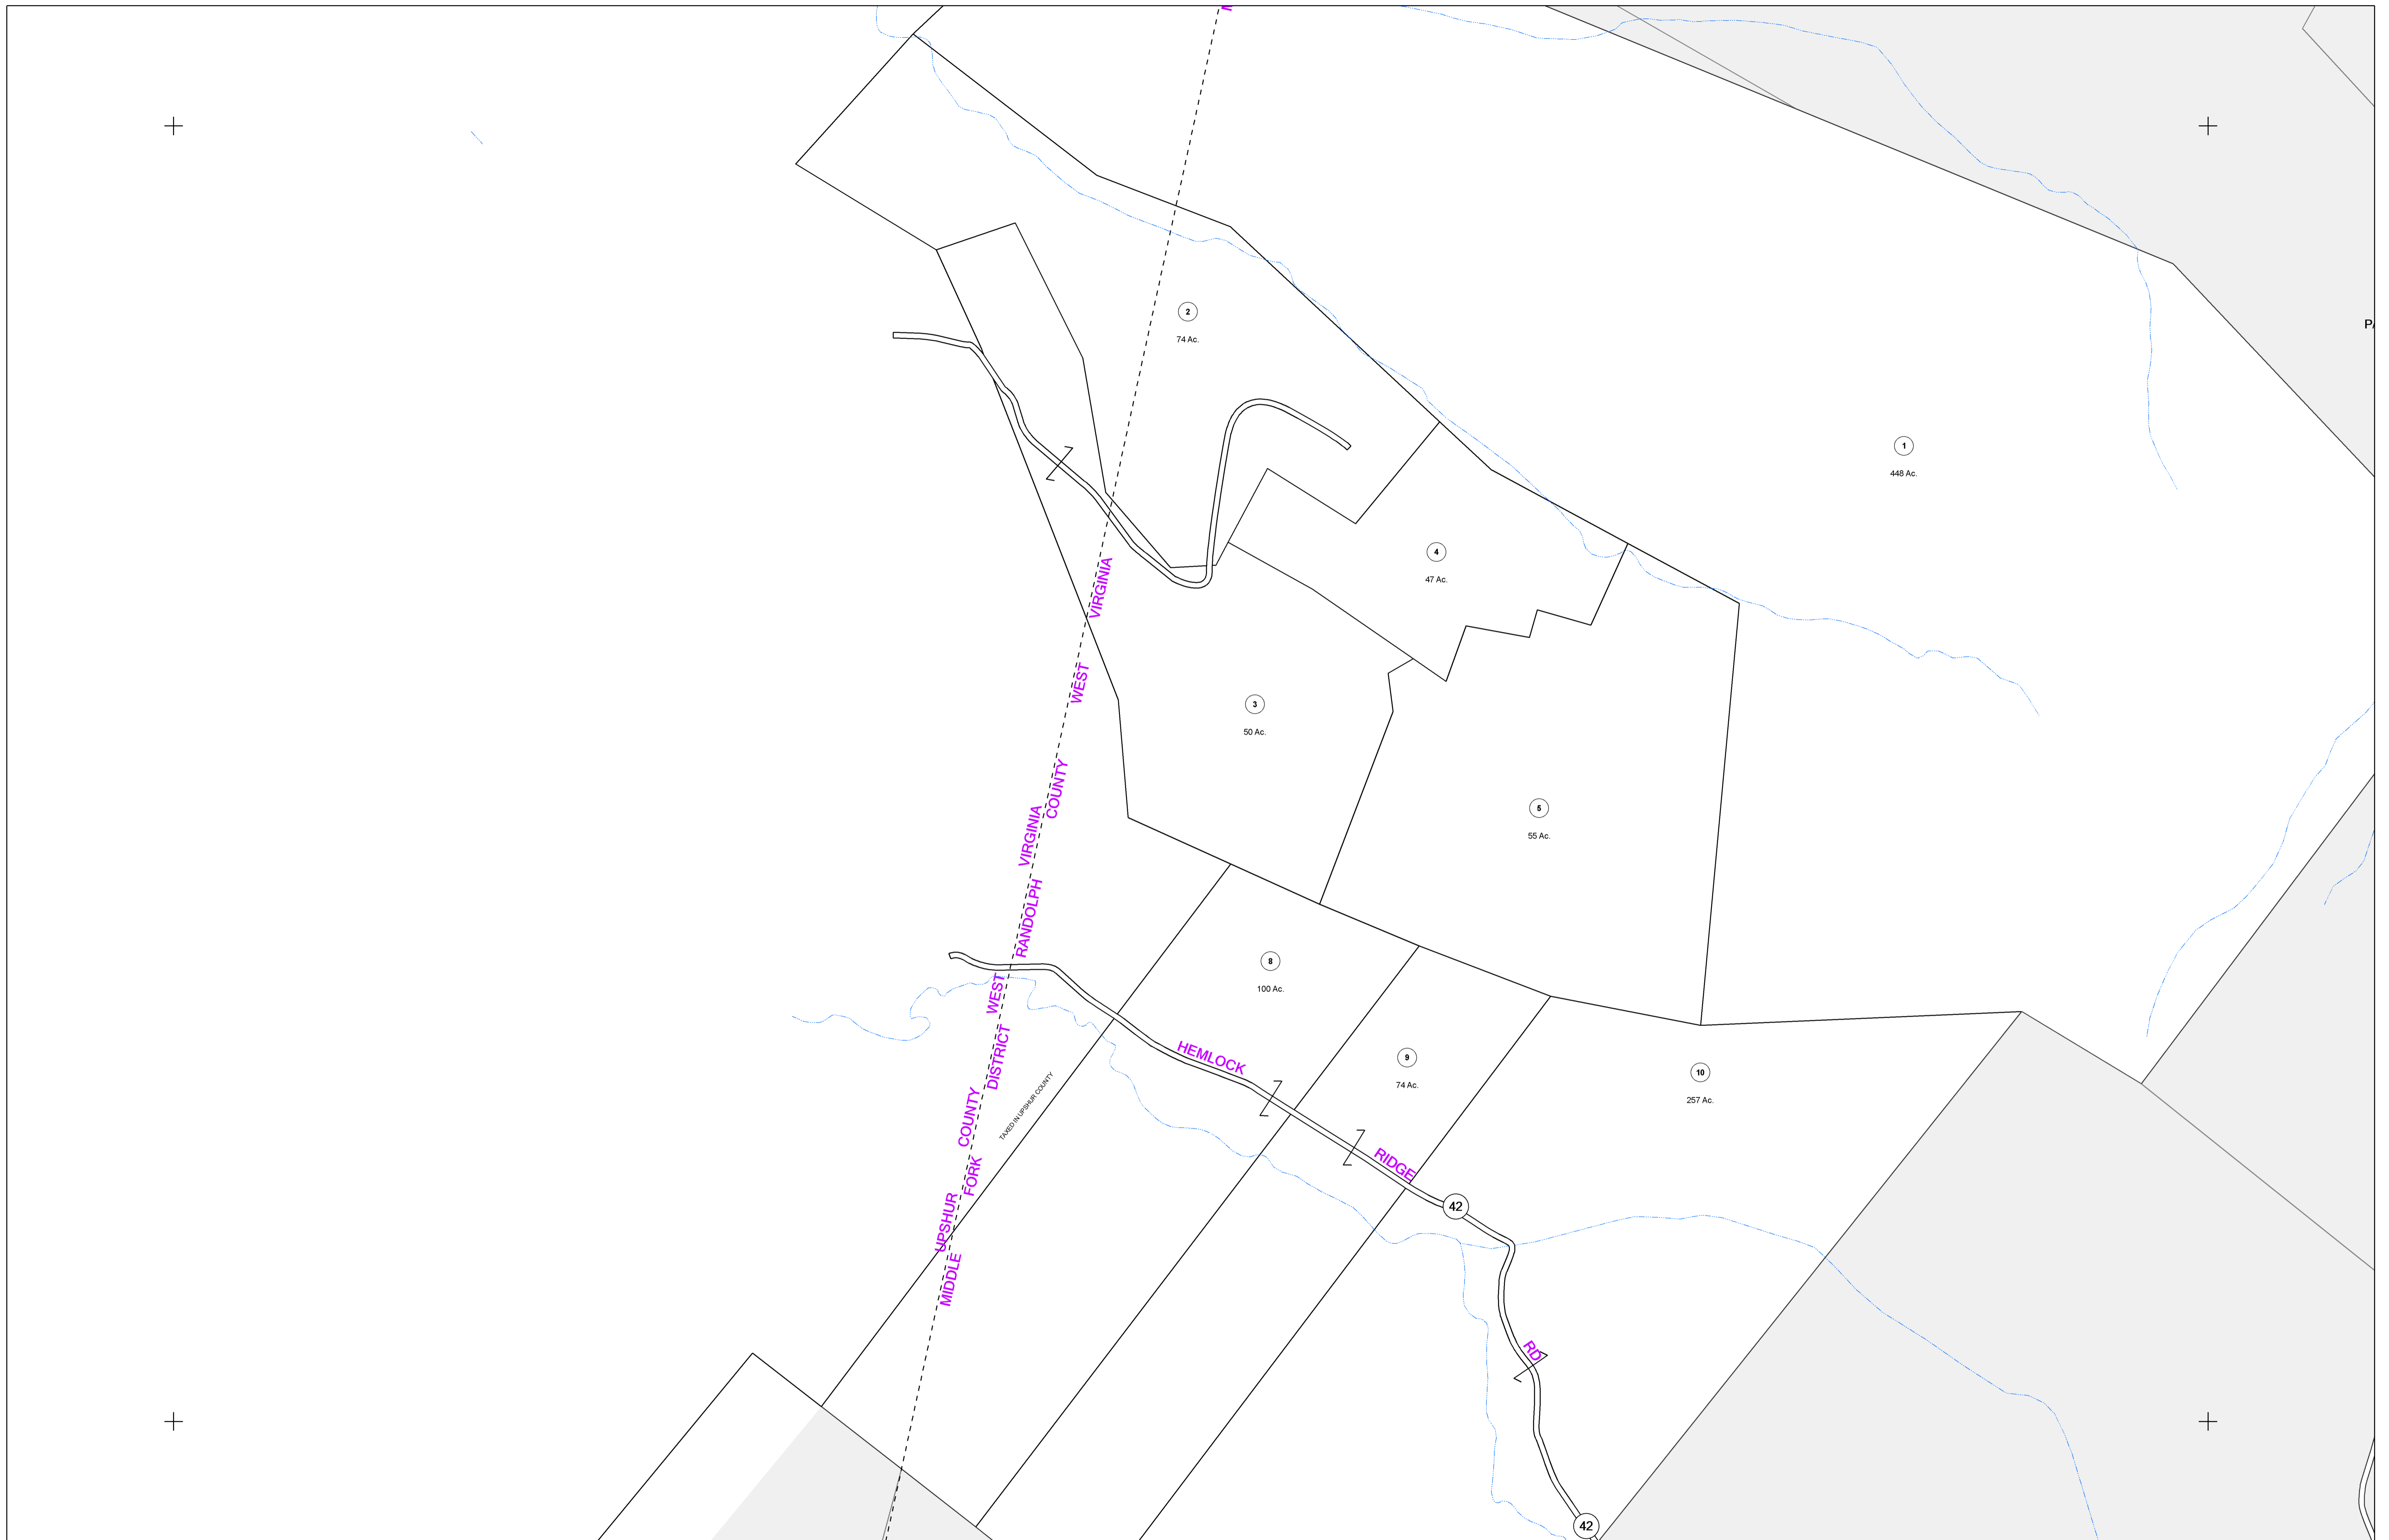 2
74 Ac.
1
448 Ac.
4
47 Ac.
3
50 Ac.
5
55 Ac.
8
100 Ac.
9
74 Ac.
10
257 Ac.
UPSHUR COUNTY WEST VIRGINIA
MIDDLE FORK DISTRICT RANDOLPH COUNTY WEST VIRGINIA
TAXED IN UPSHUR COUNTY
HEMLOCK RIDGE RD
42
42